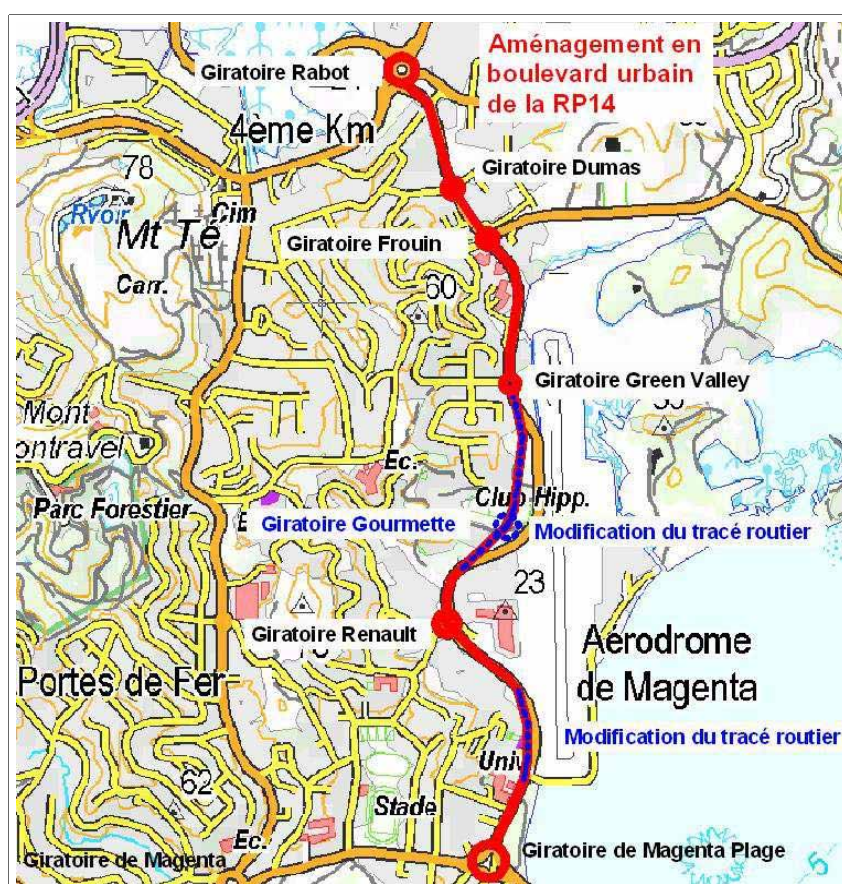 Aménagement en
boulevard urbain
de la RP14
Giratoire Rabot
4ème Km
Giratoire Dumas
78
Rvoir
Cim
Mt Té
Giratoire Frouin
Carr.
60
Giratoire Green Valley
Mont
ontravel
Ec.
Club Hipp.
Parc Forestier
Giratoire Gourmette
Modification du tracé routier
23
Giratoire Renault
Aérodrome
de Magenta
Portes de Fer
Modification du tracé routier
Univ
62
Stade
Ec.
Giratoire de Magenta
Giratoire de Magenta Plage
5